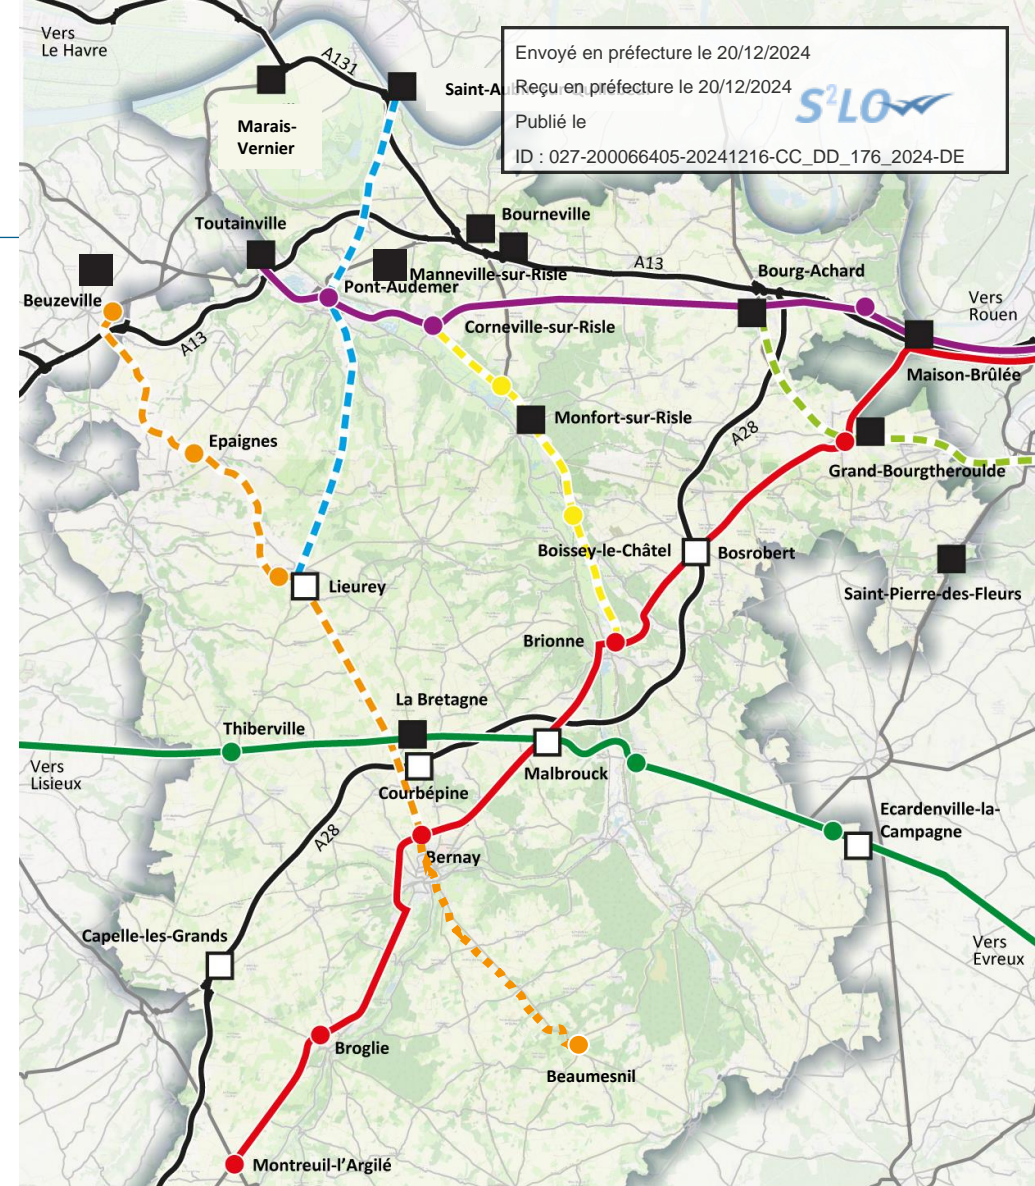 Vers
Le Havre
A131
Envoyé en préfecture le 20/12/2024
Reçu en préfecture le 20/12/2024
Publié le
S²LO
ID : 027-200066405-20241216-CC_DD_176_2024-DE
Marais-
Vernier
Toutainville
Bourneville
Manneville-sur-Risle
A13
Bourg-Achard
Beuzeville
Pont-Audemer
Vers
Rouen
Corneville-sur-Risle
A13
Maison-Brûlée
Monfort-sur-Risle
Epaignes
A28
Grand-Bourgtheroulde
Boissey-le-Châtel
Bosrobert
Lieurey
Saint-Pierre-des-Fleurs
Brionne
La Bretagne
Thiberville
Vers
Lisieux
Malbrouck
Courbépine
Ecardenville-la-
Campagne
A28
Bernay
Capelle-les-Grands
Vers
Evreux
Broglie
Beaumesnil
Montreuil-l'Argilé